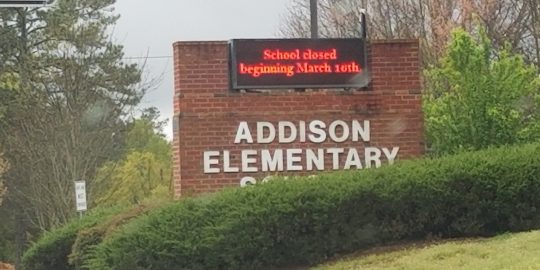 School closed
beginning March 16th.
ADDISON
ELEMENTARY